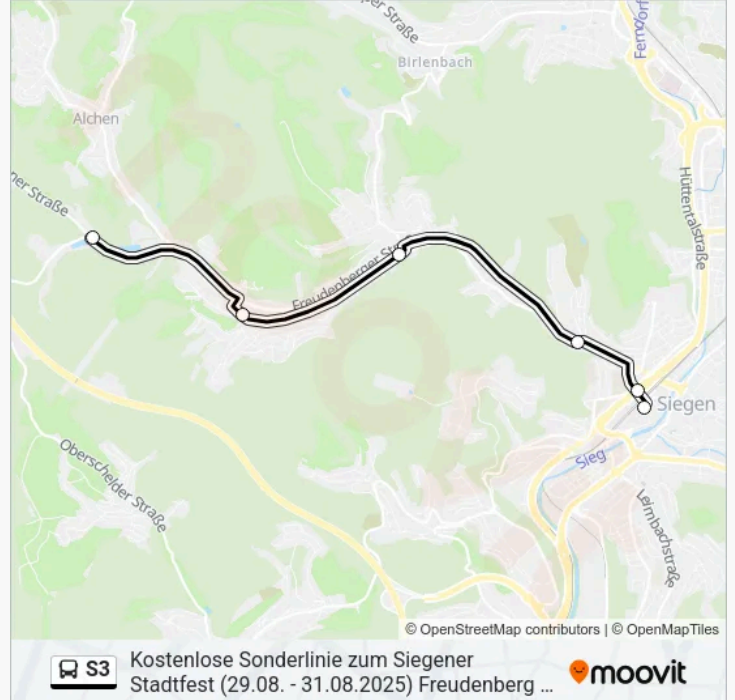 per Straße
Ferndorf
Birlenbach
Alchen
Hüttentalstraße
ner Straße
Freudenberger Str
Siegen
Sieg
Oberschelder Straße
Leimbachstraße
© OpenStreetMap contributors | © OpenMapTiles
S3
Kostenlose Sonderlinie zum Siegener
Stadtfest (29.08. - 31.08.2025) Freudenberg ...
moovit